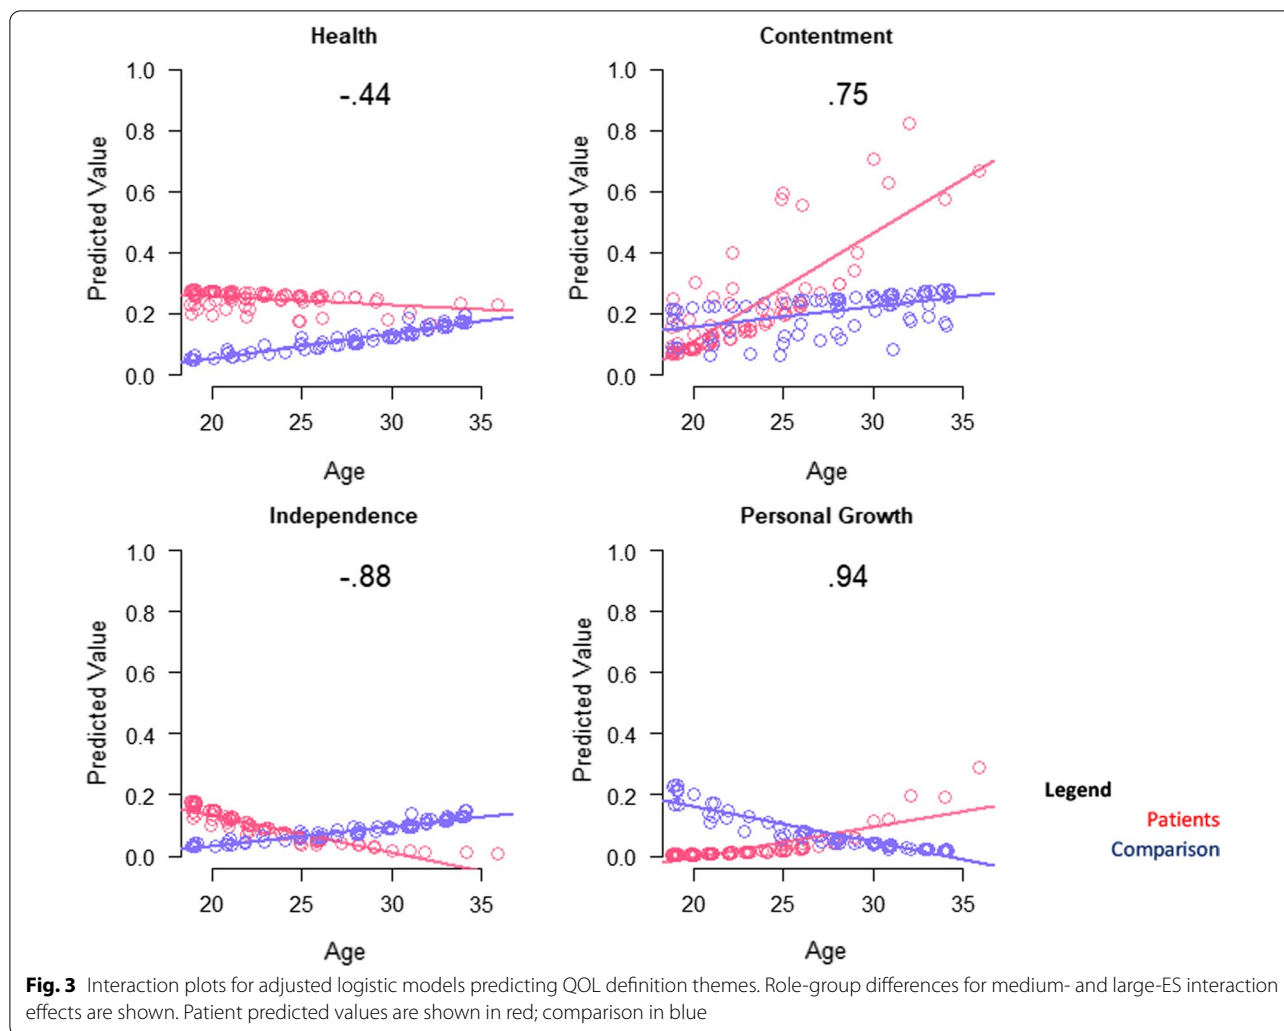 Health
-.44
1.0
0.8
0.6
0.4
0.2
0.0
Predicted Value
20 25 30 35
Age
Contentment
.75
1.0
0.8
0.6
0.4
0.2
0.0
Predicted Value
20 25 30 35
Age
Independence
-.88
1.0
0.8
0.6
0.4
0.2
0.0
Predicted Value
20 25 30 35
Age
Personal Growth
.94
1.0
0.8
0.6
0.4
0.2
0.0
Predicted Value
20 25 30 35
Age
Legend
Patients
Comparison
Fig. 3 Interaction plots for adjusted logistic models predicting QOL definition themes. Role-group differences for medium- and large-ES interaction
effects are shown. Patient predicted values are shown in red; comparison in blue